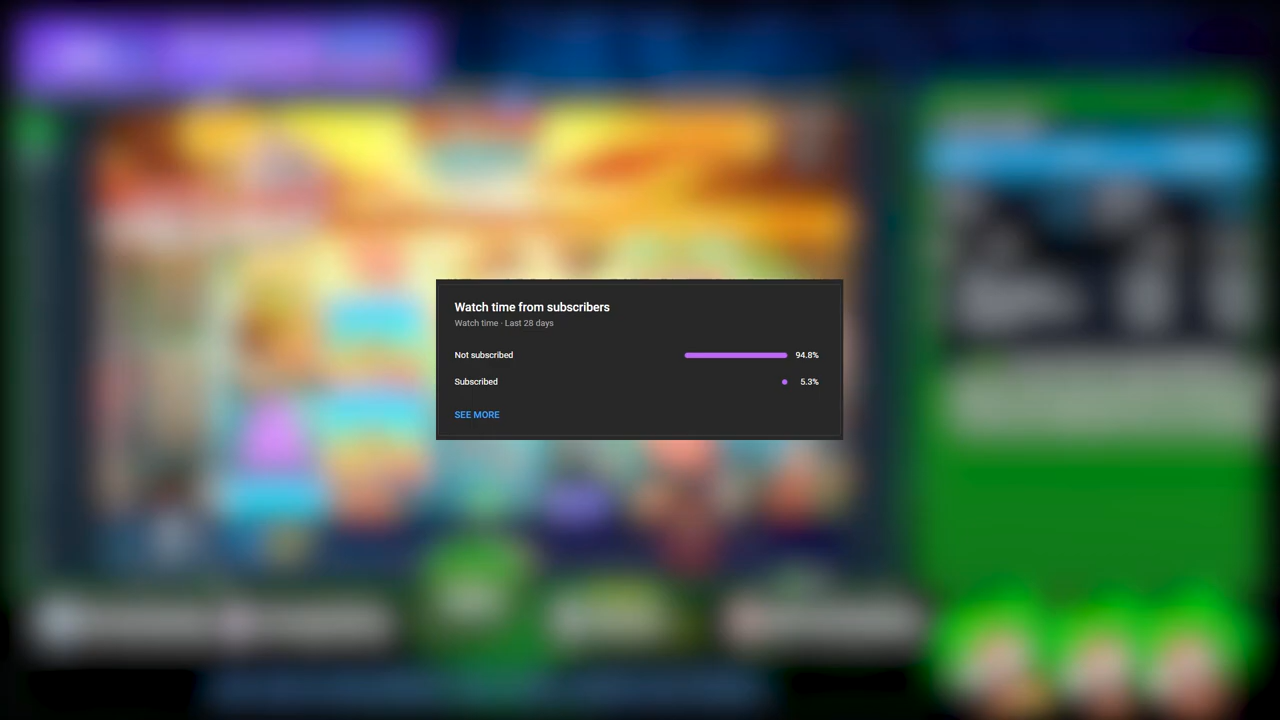 Watch time from subscribers
Watch time · Last 28 days
Not subscribed 94.8%
Subscribed 5.3%
SEE MORE